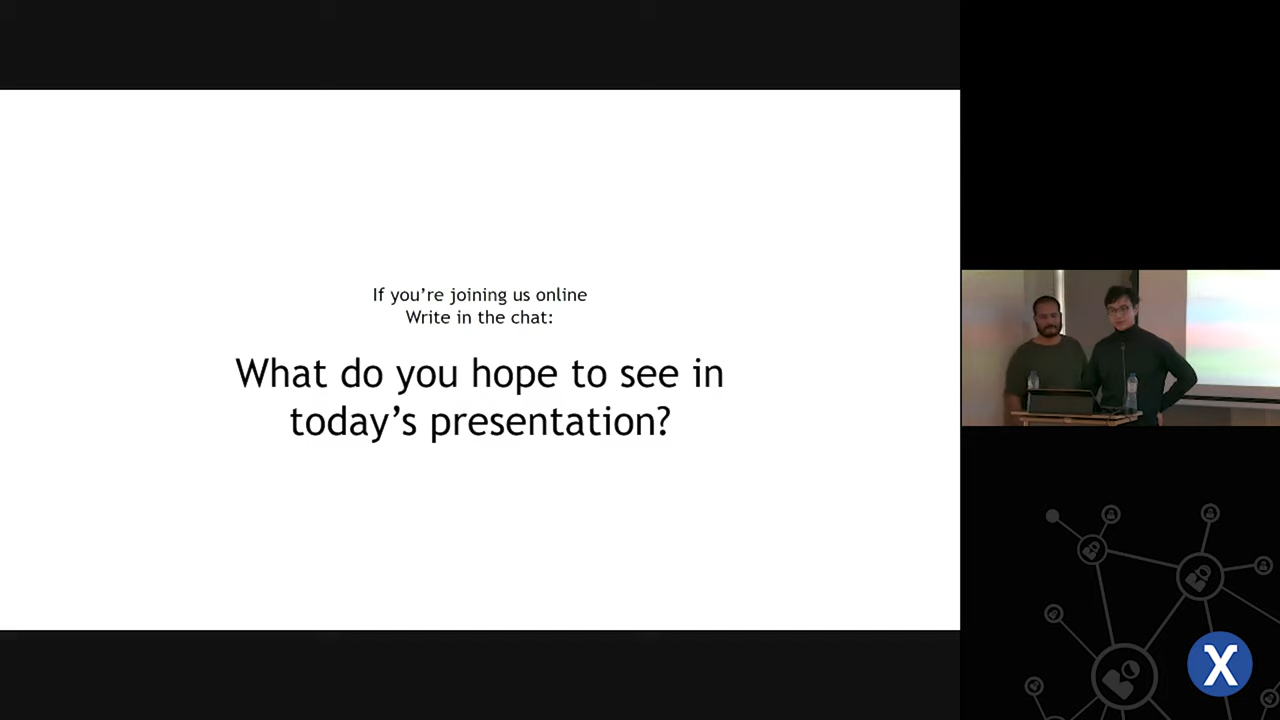 If you’re joining us online
Write in the chat:
What do you hope to see in
today’s presentation?
X